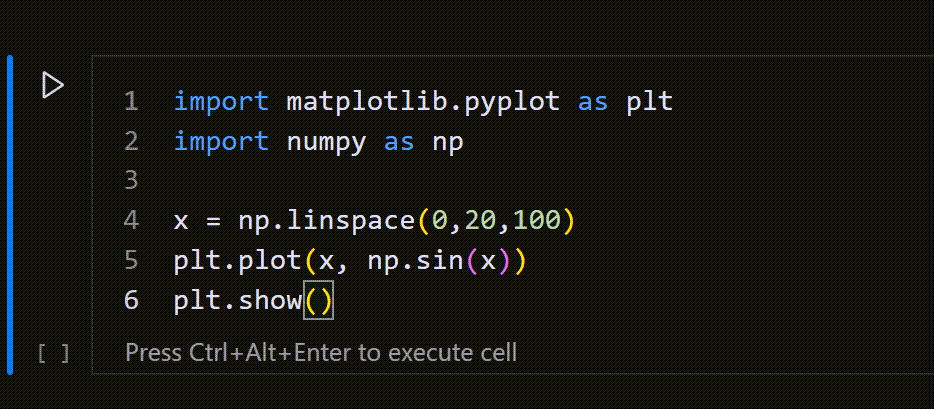 1 import matplotlib.pyplot as plt
2 import numpy as np
3
4 x = np.linspace(0,20,100)
5 plt.plot(x, np.sin(x))
6 plt.show()
[ ] Press Ctrl+Alt+Enter to execute cell